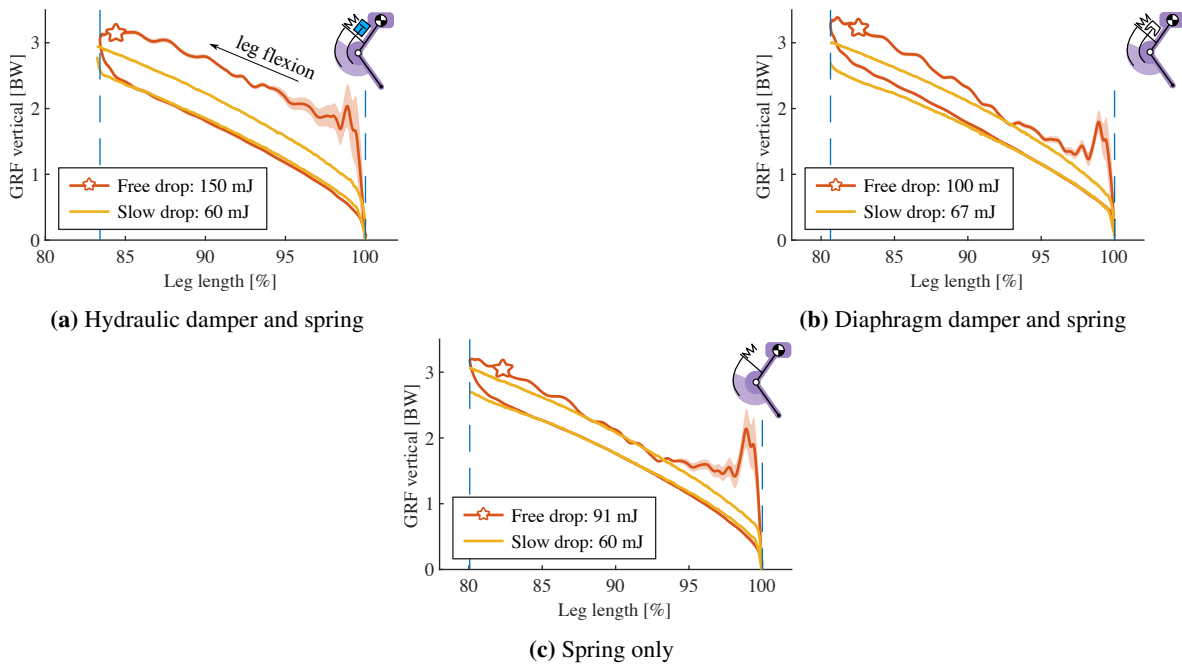 GRF vertical [BW]
3
2
1
0
leg flexion
Free drop: 150 mJ
Slow drop: 60 mJ
80 85 90 95 100
Leg length [%]
(a) Hydraulic damper and spring
GRF vertical [BW]
3
2
1
0
Free drop: 100 mJ
Slow drop: 67 mJ
80 85 90 95 100
Leg length [%]
(b) Diaphragm damper and spring
GRF vertical [BW]
3
2
1
0
Free drop: 91 mJ
Slow drop: 60 mJ
80 85 90 95 100
Leg length [%]
(c) Spring only